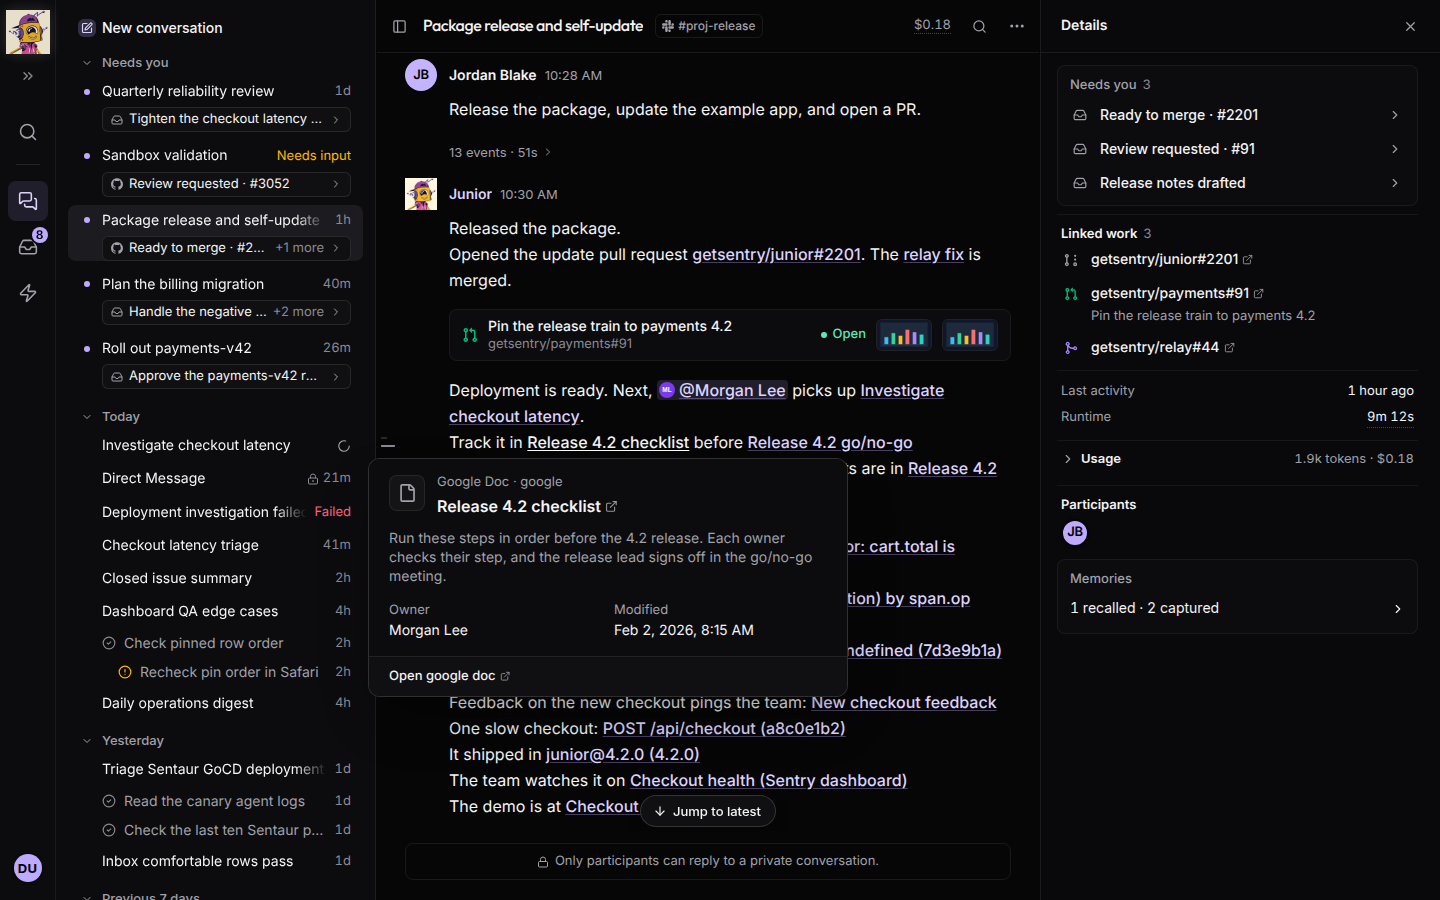 New conversation
Needs you
Quarterly reliability review 1d
Tighten the checkout latency ...
Sandbox validation Needs input
Review requested · #3052
Package release and self-update 1h
Ready to merge · #2... +1 more
8
Plan the billing migration 40m
Handle the negative ... +2 more
Roll out payments-v42 26m
Approve the payments-v42 r...
Today
Investigate checkout latency
Direct Message 21m
Deployment investigation failed Failed
Checkout latency triage 41m
Closed issue summary 2h
Dashboard QA edge cases 4h
Check pinned row order 2h
Recheck pin order in Safari 2h
Daily operations digest 4h
Yesterday
Triage Sentaur GoCD deployment 1d
Read the canary agent logs 1d
Check the last ten Sentaur p... 1d
Inbox comfortable rows pass 1d
Previous 7 days
DU
Package release and self-update #proj-release $0.18
JB Jordan Blake 10:28 AM
Release the package, update the example app, and open a PR.
13 events · 51s
Junior 10:30 AM
Released the package.
Opened the update pull request getsentry/junior#2201. The relay fix is
merged.
Pin the release train to payments 4.2
getsentry/payments#91
Open
Deployment is ready. Next, ML @Morgan Lee picks up Investigate
checkout latency.
Track it in Release 4.2 checklist before Release 4.2 go/no-go
ts are in Release 4.2
Google Doc · google
Release 4.2 checklist
Run these steps in order before the 4.2 release. Each owner
checks their step, and the release lead signs off in the go/no-go
meeting.
Owner Modified
Morgan Lee Feb 2, 2026, 8:15 AM
Open google doc
or: cart.total is
tion) by span.op
ndefined (7d3e9b1a)
Feedback on the new checkout pings the team: New checkout feedback
One slow checkout: POST /api/checkout (a8c0e1b2)
It shipped in junior@4.2.0 (4.2.0)
The team watches it on Checkout health (Sentry dashboard)
The demo is at Checkout
Jump to latest
Only participants can reply to a private conversation.
Details
Needs you 3
Ready to merge · #2201
Review requested · #91
Release notes drafted
Linked work 3
getsentry/junior#2201
getsentry/payments#91
Pin the release train to payments 4.2
getsentry/relay#44
Last activity 1 hour ago
Runtime 9m 12s
Usage 1.9k tokens · $0.18
Participants
JB
Memories
1 recalled · 2 captured